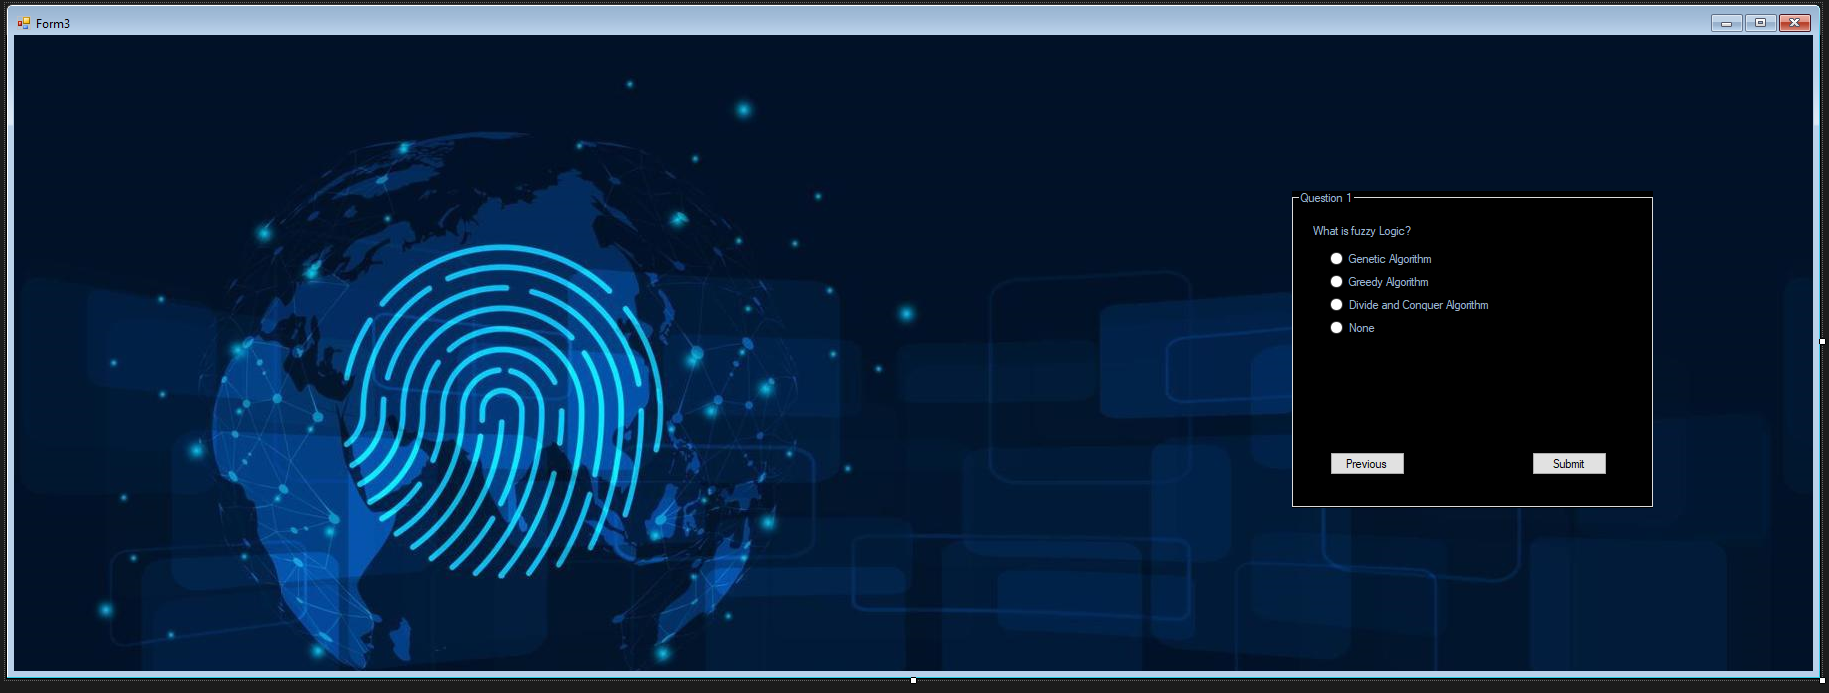 Form3
Question 1
What is fuzzy Logic?
Genetic Algorithm
Greedy Algorithm
Divide and Conquer Algorithm
None
Previous
Submit